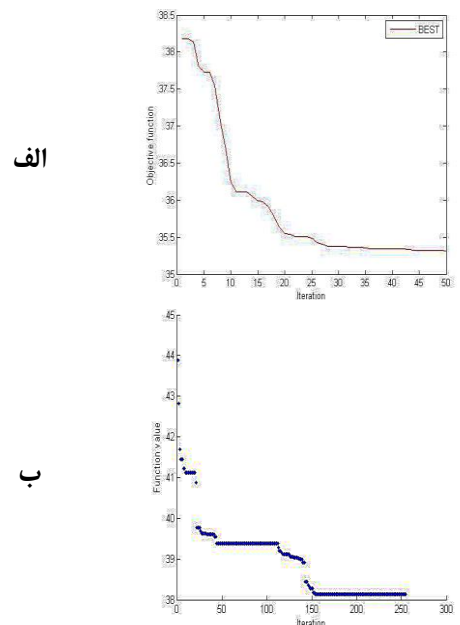 الف
38.5
38
37.5
37
36.5
36
35.5
35
Objective function
BEST
0 5 10 15 20 25 30 35 40 45 50
Iteration
ب
45
44
43
42
41
40
39
38
Function value
0 50 100 150 200 250 300
Iteration